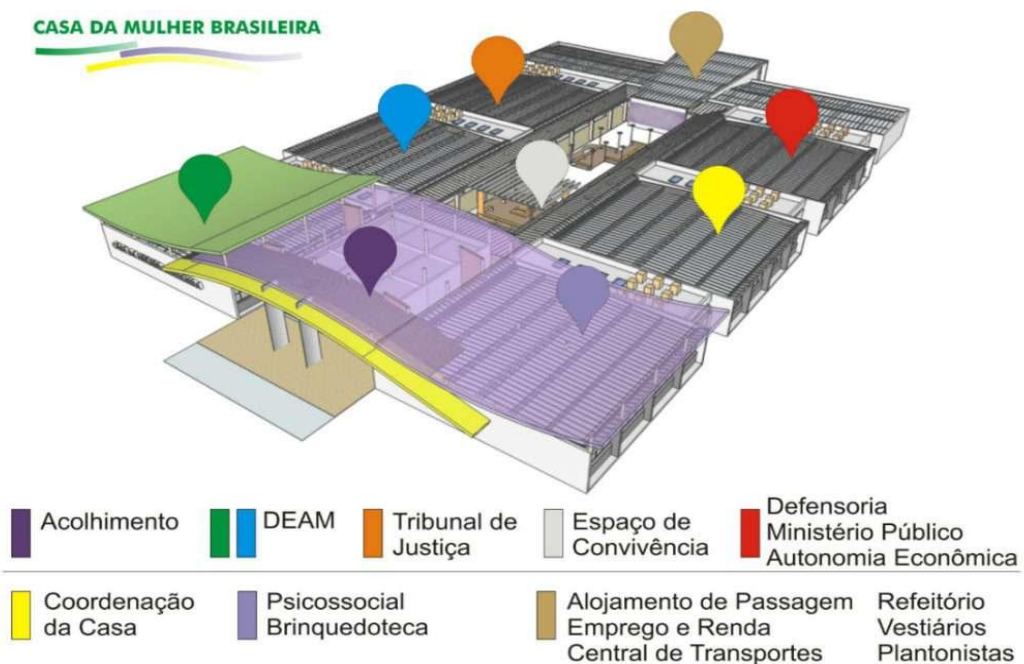 CASA DA MULHER BRASILEIRA
Acolhimento
DEAM
Tribunal de
Justiça
Espaço de
Convivência
Defensoria
Ministério Público
Autonomia Econômica
Coordenação
da Casa
Psicossocial
Brinquedoteca
Alojamento de Passagem
Emprego e Renda
Central de Transportes
Refeitório
Vestiários
Plantonistas